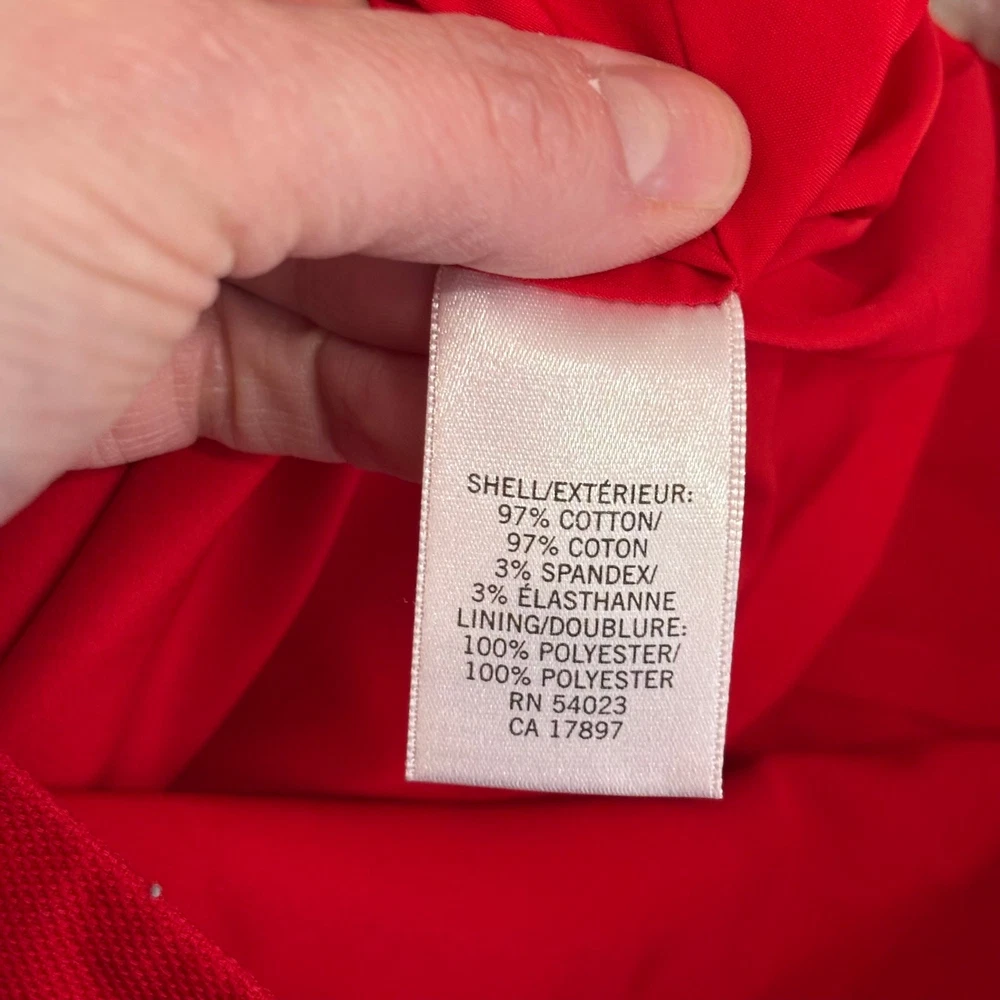 SHELL/EXTÉRIEUR:
97% COTTON/
97% COTON
3% SPANDEX/
3% ÉLASTHANNE
LINING/DOUBLURE:
100% POLYESTER/
100% POLYESTER
RN 54023
CA 17897